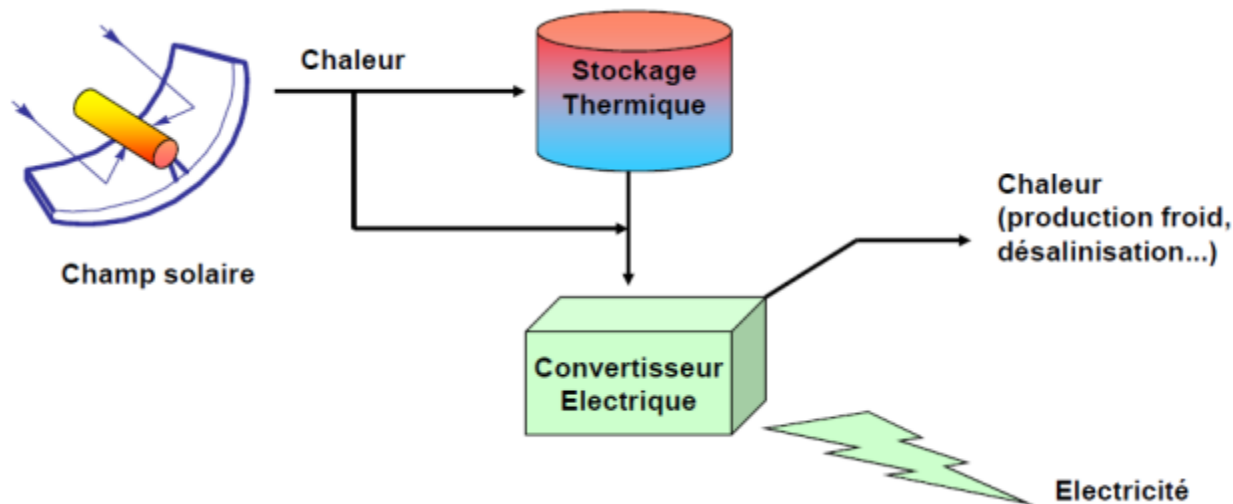 Chaleur
Stockage
Thermique
Champ solaire
Chaleur
(production froid,
désalinisation...)
Convertisseur
Electrique
Electricité